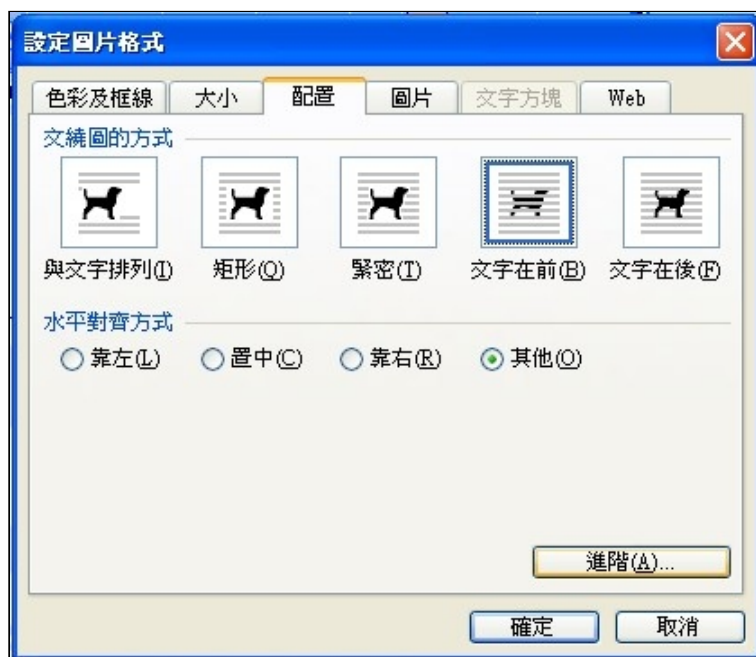 設定圖片格式
色彩及框線 大小 配置 圖片 文字方塊 Web
文繞圖的方式
與文字排列(I) 矩形(Q) 緊密(T) 文字在前(B) 文字在後(F)
水平對齊方式
靠左(L) 置中(C) 靠右(R) 其他(O)
進階(A)...
確定 取消